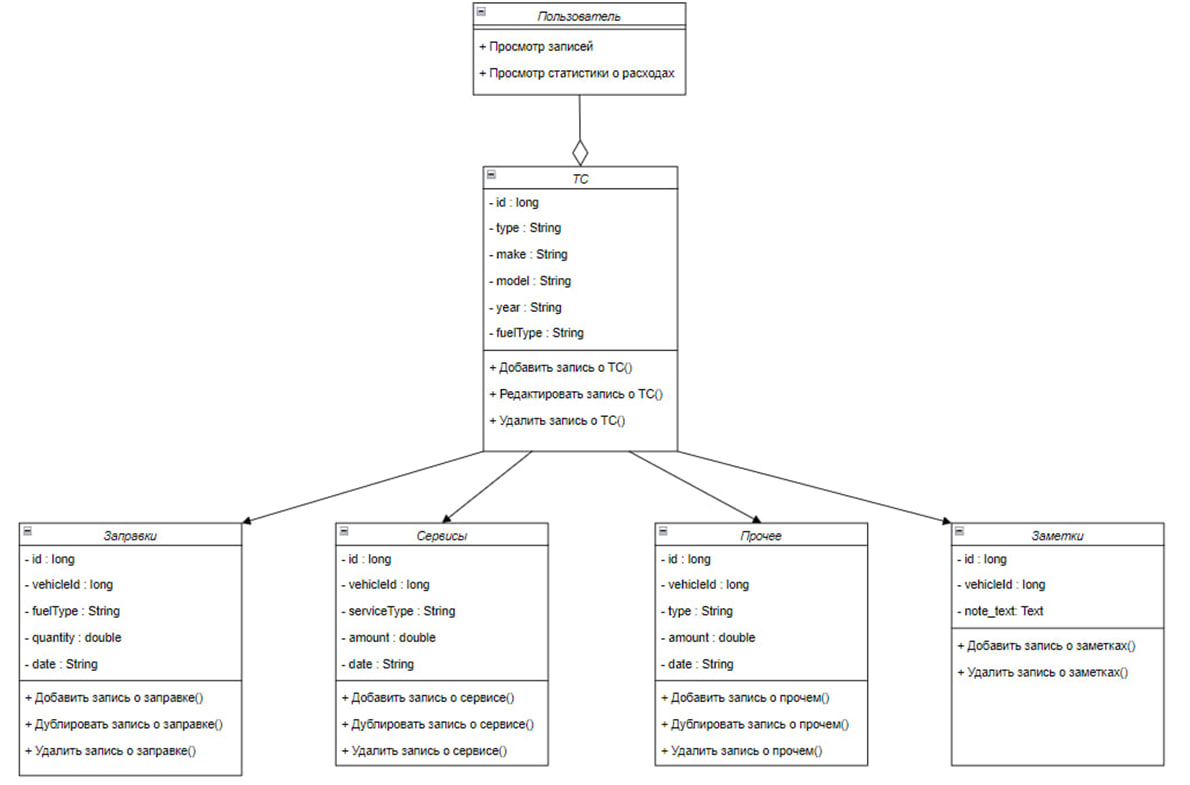 Пользователь
+ Просмотр записей
+ Просмотр статистики о расходах
ТС
- id : long
- type : String
- make : String
- model : String
- year : String
- fuelType : String
+ Добавить запись о ТС()
+ Редактировать запись о ТС()
+ Удалить запись о ТС()
Заправки
- id : long
- vehicleId : long
- fuelType : String
- quantity : double
- date : String
+ Добавить запись о заправке()
+ Дублировать запись о заправке()
+ Удалить запись о заправке()
Сервисы
- id : long
- vehicleId : long
- serviceType : String
- amount : double
- date : String
+ Добавить запись о сервисе()
+ Дублировать запись о сервисе()
+ Удалить запись о сервисе()
Прочее
- id : long
- vehicleId : long
- type : String
- amount : double
- date : String
+ Добавить запись о прочем()
+ Дублировать запись о прочем()
+ Удалить запись о прочем()
Заметки
- id : long
- vehicleId : long
- note_text: Text
+ Добавить запись о заметках()
+ Удалить запись о заметках()